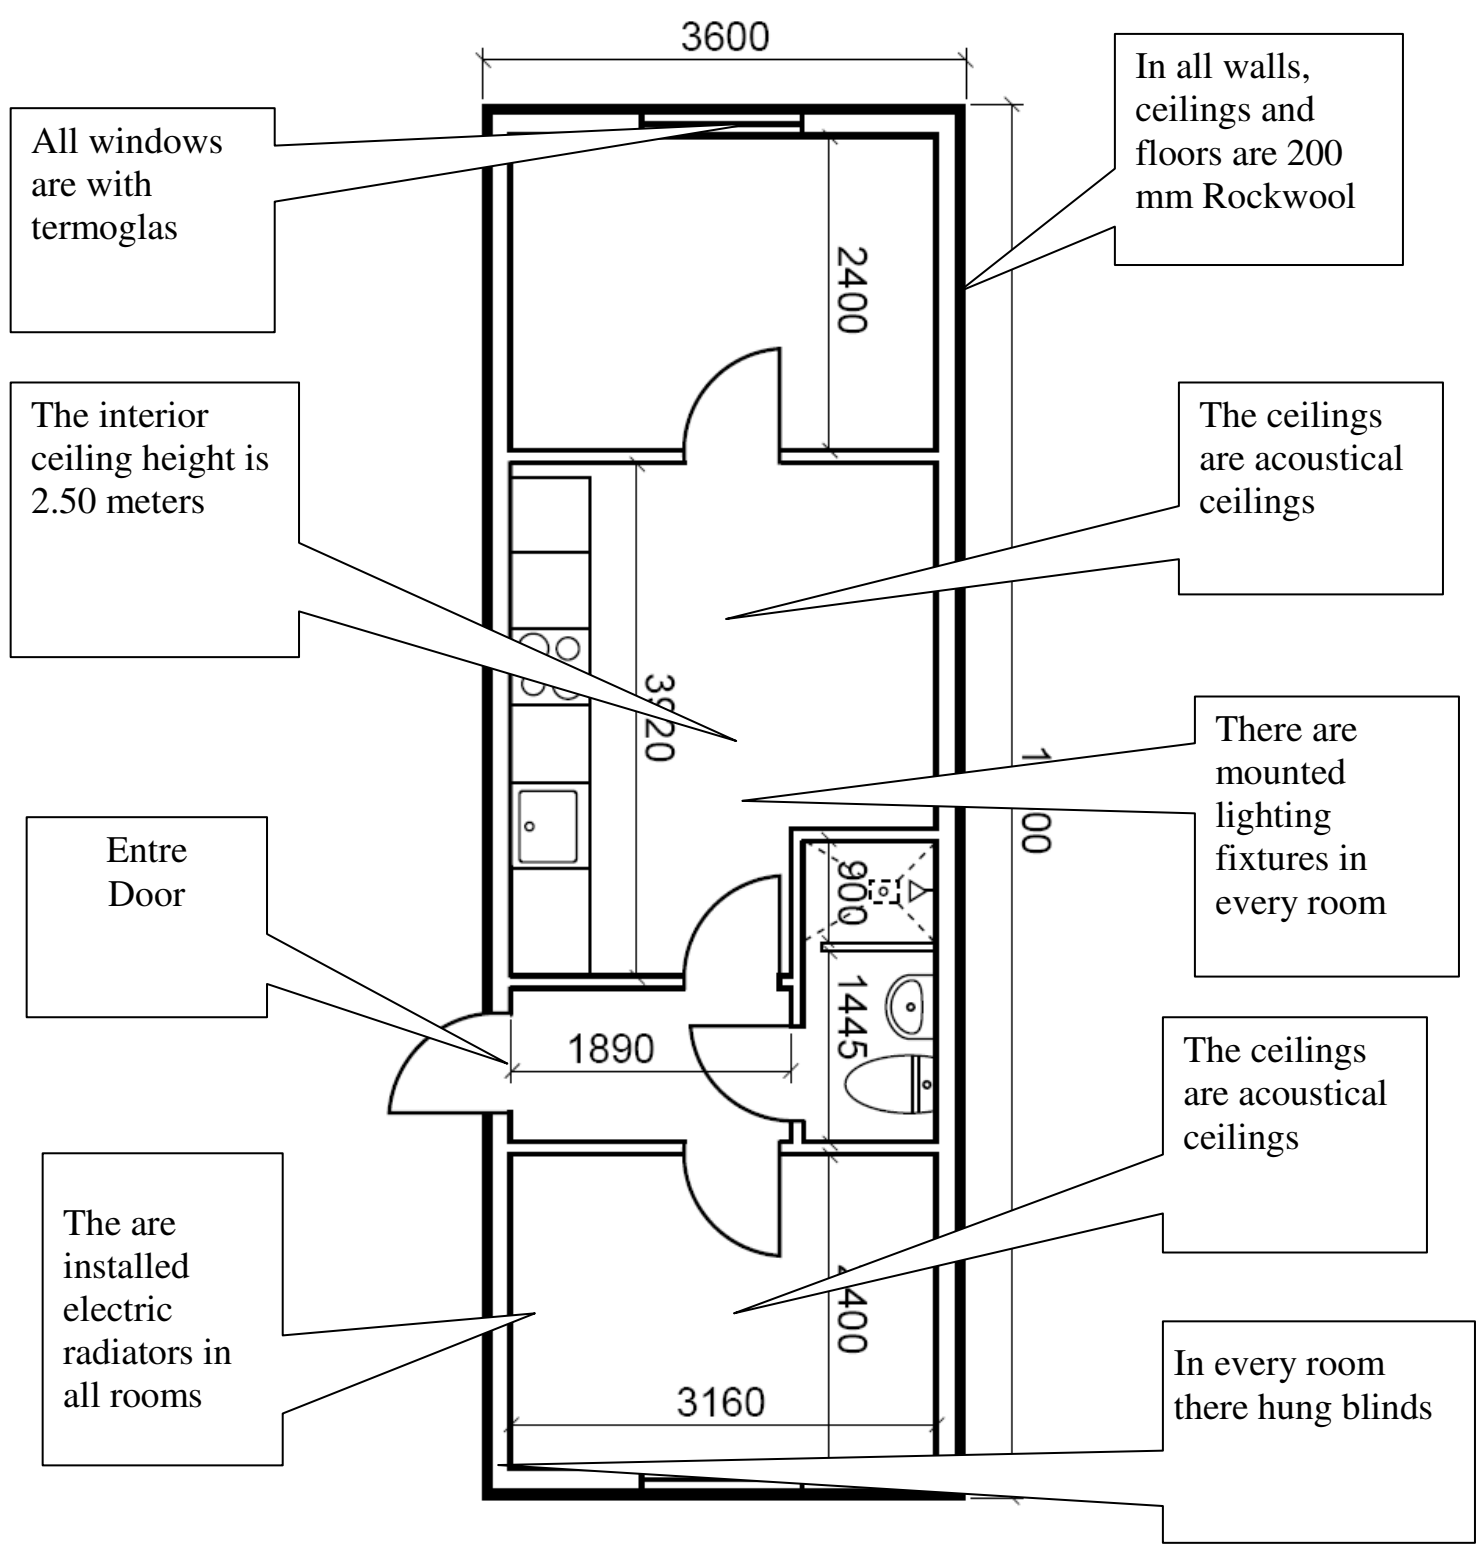 3600
In all walls,
ceilings and
floors are 200
mm Rockwool
All windows
are with
termoglas
2400
The interior
ceiling height is
2.50 meters
The ceilings
are acoustical
ceilings
There are
mounted
lighting
fixtures in
every room
Entre
Door
900
1445
1890
The ceilings
are acoustical
ceilings
The are
installed
electric
radiators in
all rooms
3160
In every room
there hung blinds